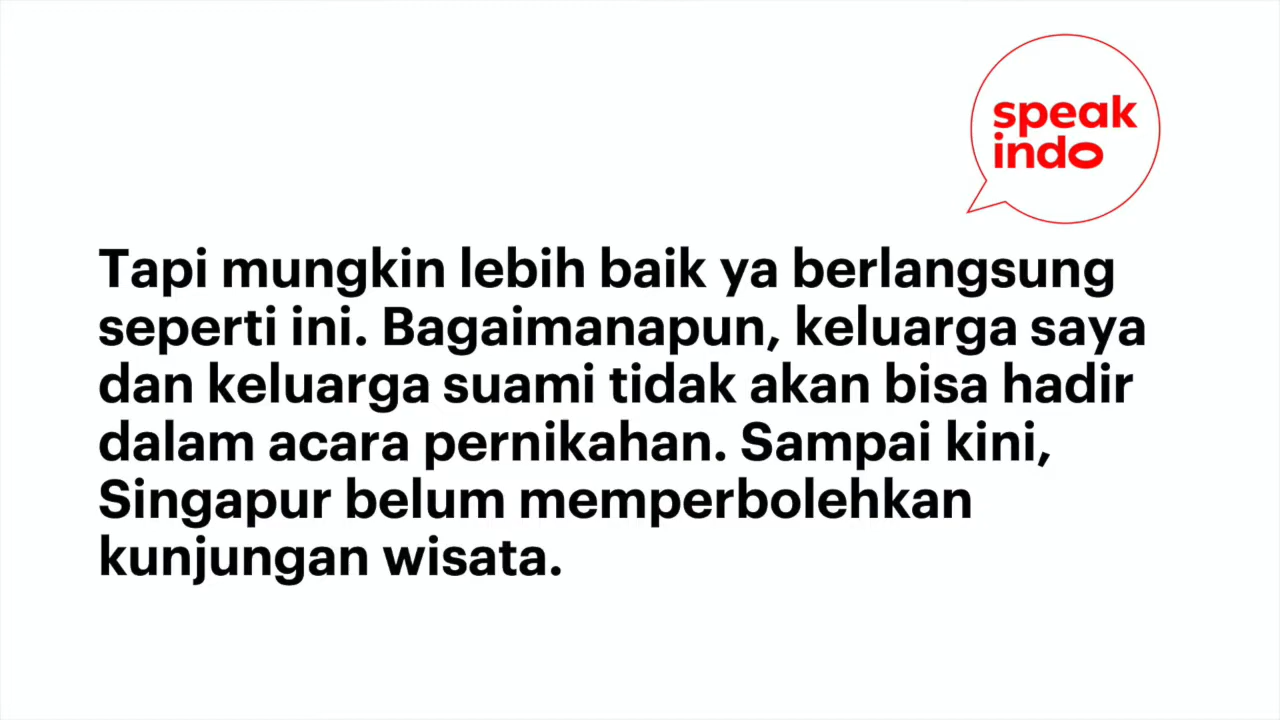 speak
indo
Tapi mungkin lebih baik ya berlangsung
seperti ini. Bagaimanapun, keluarga saya
dan keluarga suami tidak akan bisa hadir
dalam acara pernikahan. Sampai kini,
Singapur belum memperbolehkan
kunjungan wisata.